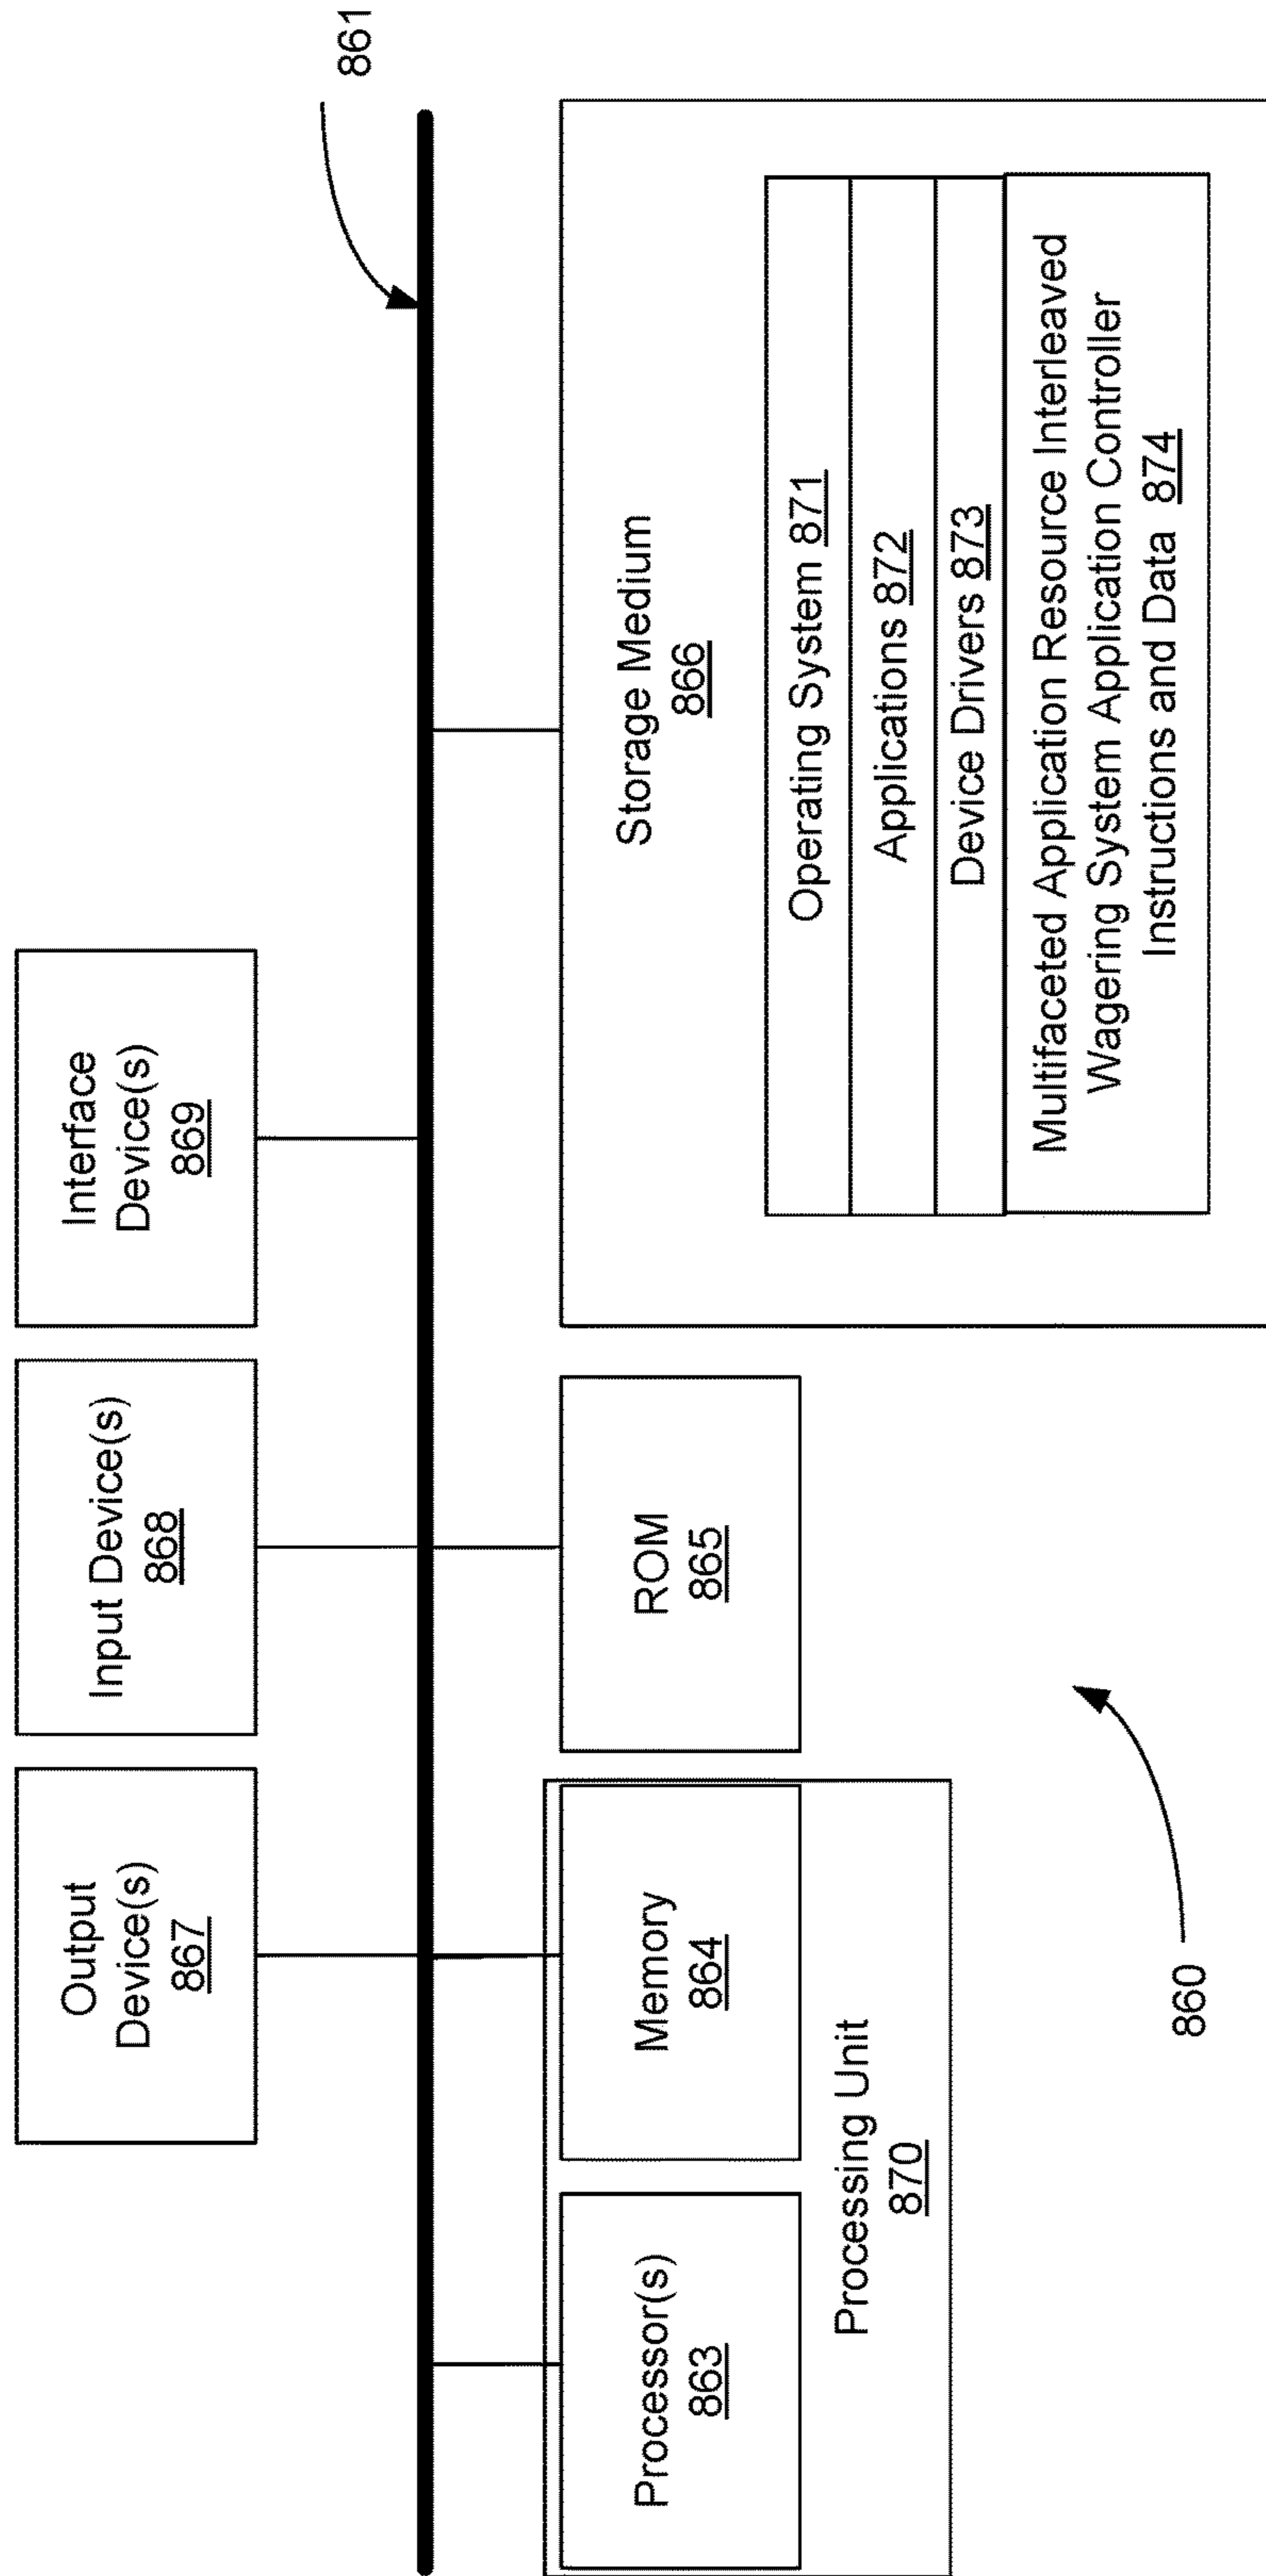 861
Output
Device(s)
867
Input Device(s)
868
Interface
Device(s)
869
Processor(s)
863
Memory
864
Processing Unit
870
ROM
865
Storage Medium
866
Operating System 871
Applications 872
Device Drivers 873
Multifaceted Application Resource Interleaved
Wagering System Application Controller
Instructions and Data 874
860